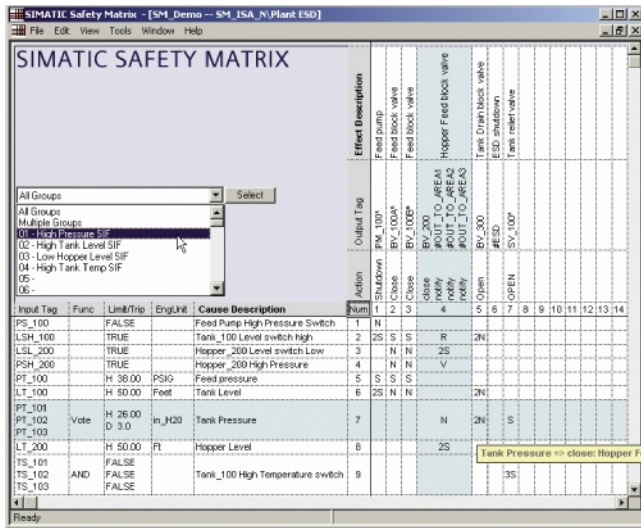 SIMATIC Safety Matrix - [SM_Demo -- SM_ISA_N\Plant ESD]
File Edit View Tools Window Help
SIMATIC SAFETY MATRIX
All Groups
Select
All Groups
Multiple Groups
01 - High Pressure SIF
02 - High Tank Level SIF
03 - Low Hopper Level SIF
04 - High Tank Temp SIF
05 -
06 -
Effect Description
Feed pump
Feed block valve
Feed block valve
Hopper Feed block valve
Tank Drain block valve
ESD shutdown
Tank relief valve
Output Tag
PM_100*
BV_100A*
BV_100B*
BV_200
#OUT_TO_AREA1
#OUT_TO_AREA2
#OUT_TO_AREA3
BV_300
#ESD
SV_100*
Action
Shutdown
Close
Close
close
notify
notify
notify
Open
OPEN
Input Tag Func Limit/Trip EngUnit Cause Description Num 1 2 3 4 5 6 7 8 9 10 11 12 13 14
PS_100 FALSE Feed Pump High Pressure Switch 1 N
LSH_100 TRUE Tank_100 Level switch high 2 2S S S R 2N
LSL_200 TRUE Hopper_200 Level switch Low 3 N N 2S
PSH_200 TRUE Hopper_200 High Pressure 4 N N V
PT_100 H 38.00 PSIG Feed pressure 5 S S S
LT_100 H 50.00 Feet Tank Level 6 2S N N 2N
PT_101
PT_102 Vote H 26.00 in_H20 Tank Pressure 7 N 2N S
PT_103 D 3.0
LT_200 H 50.00 Ft Hopper Level 8 2S
Tank Pressure => close: Hopper F
TS_101 FALSE
TS_102 AND FALSE Tank_100 High Temperature switch 9 3S
TS_103 FALSE
Ready